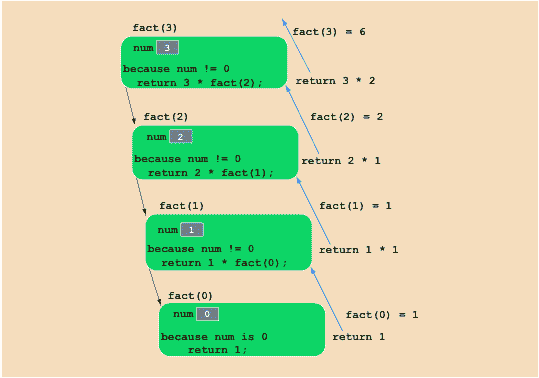 fact(3)
fact(3) = 6
num 3
because num != 0
return 3 * fact(2);
return 3 * 2
fact(2)
fact(2) = 2
num 2
because num != 0
return 2 * fact(1);
return 2 * 1
fact(1)
fact(1) = 1
num 1
because num != 0
return 1 * fact(0);
return 1 * 1
fact(0)
num 0
fact(0) = 1
because num is 0
return 1;
return 1